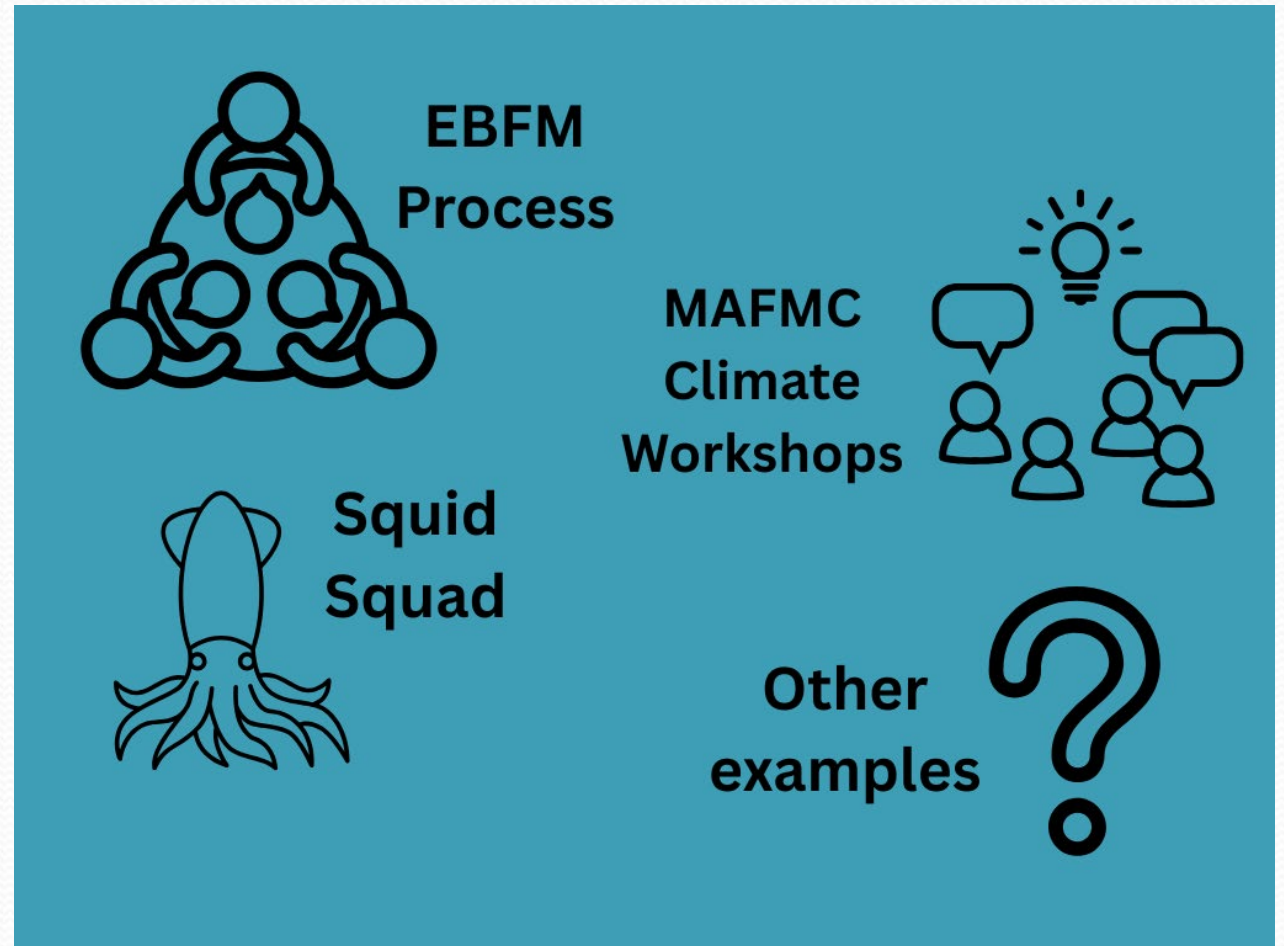 EBFM
Process
MAFMC
Climate
Workshops
Squid
Squad
Other
examples